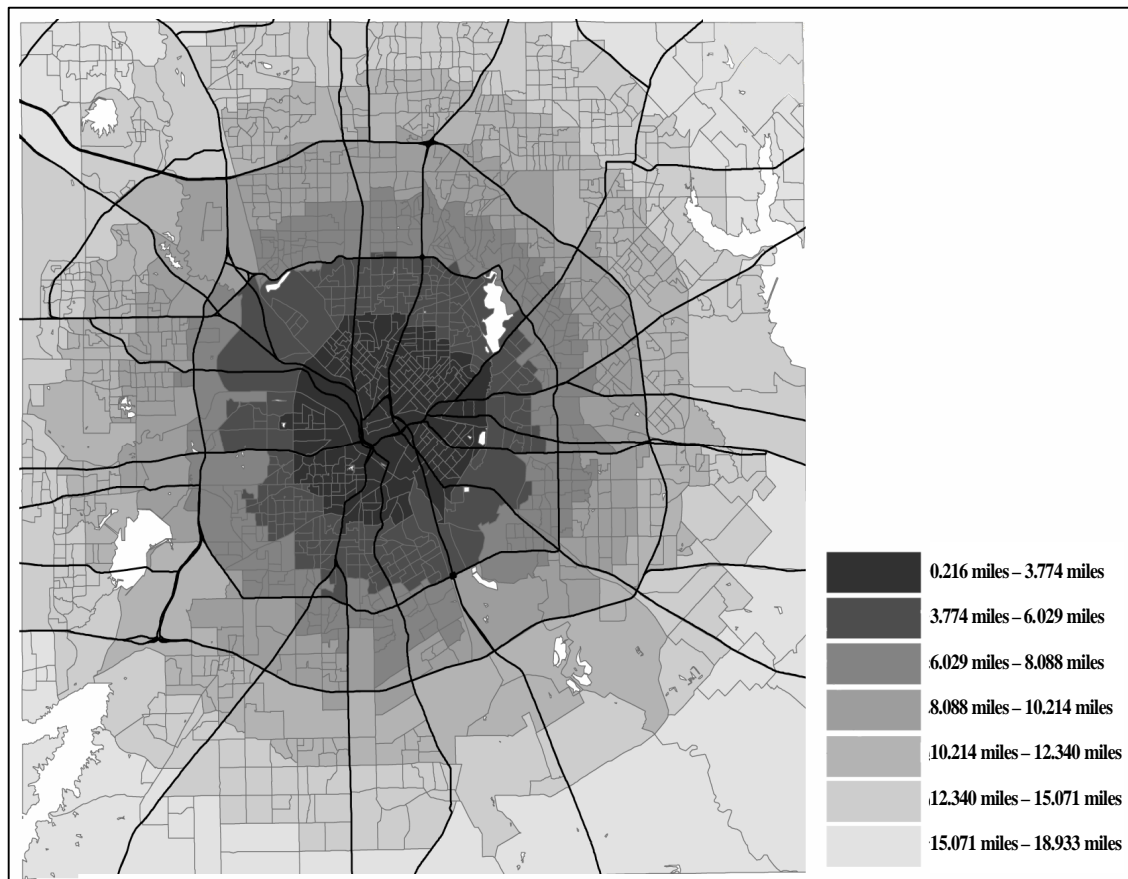 0.216 miles – 3.774 miles
3.774 miles – 6.029 miles
6.029 miles – 8.088 miles
8.088 miles – 10.214 miles
10.214 miles – 12.340 miles
12.340 miles – 15.071 miles
15.071 miles – 18.933 miles